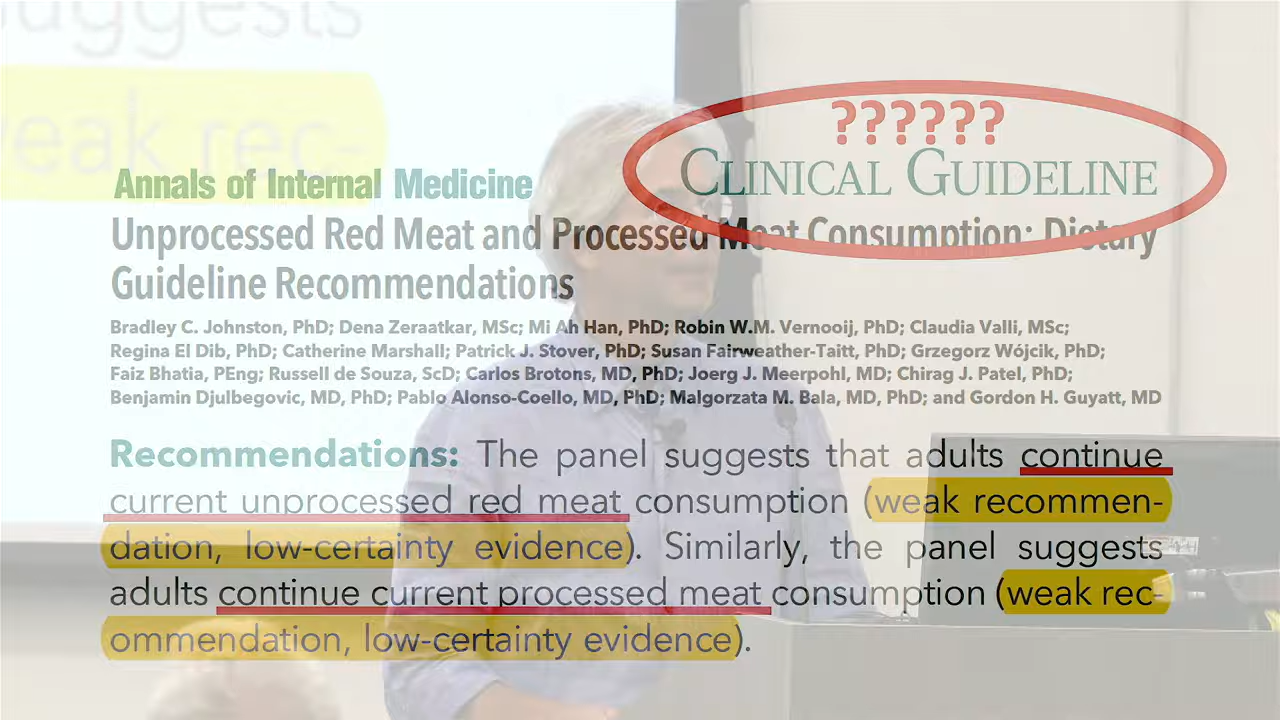 uggests
weak rec-
??????
CLINICAL GUIDELINE
Annals of Internal Medicine
Unprocessed Red Meat and Processed Meat Consumption: Dietary
Guideline Recommendations
Bradley C. Johnston, PhD; Dena Zeraatkar, MSc; Mi Ah Han, PhD; Robin W.M. Vernooij, PhD; Claudia Valli, MSc;
Regina El Dib, PhD; Catherine Marshall; Patrick J. Stover, PhD; Susan Fairweather-Taitt, PhD; Grzegorz Wójcik, PhD;
Faiz Bhatia, PEng; Russell de Souza, ScD; Carlos Brotons, MD, PhD; Joerg J. Meerpohl, MD; Chirag J. Patel, PhD;
Benjamin Djulbegovic, MD, PhD; Pablo Alonso-Coello, MD, PhD; Malgorzata M. Bala, MD, PhD; and Gordon H. Guyatt, MD
Recommendations: The panel suggests that adults continue
current unprocessed red meat consumption (weak recommen-
dation, low-certainty evidence). Similarly, the panel suggests
adults continue current processed meat consumption (weak rec-
ommendation, low-certainty evidence).